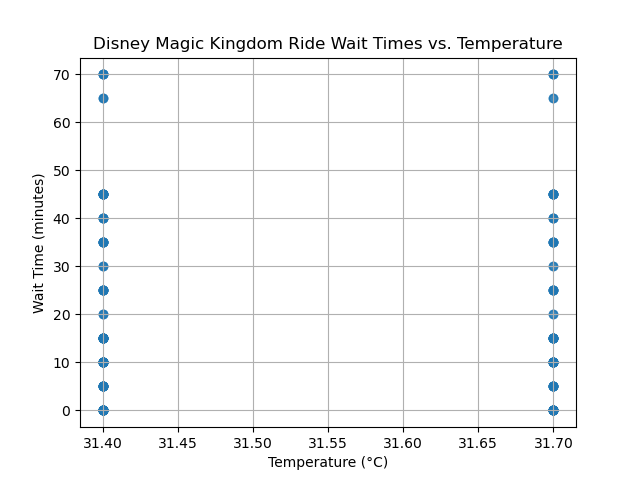 Disney Magic Kingdom Ride Wait Times vs. Temperature
70
60
50
40
30
20
10
0
Wait Time (minutes)
31.40 31.45 31.50 31.55 31.60 31.65 31.70
Temperature (°C)